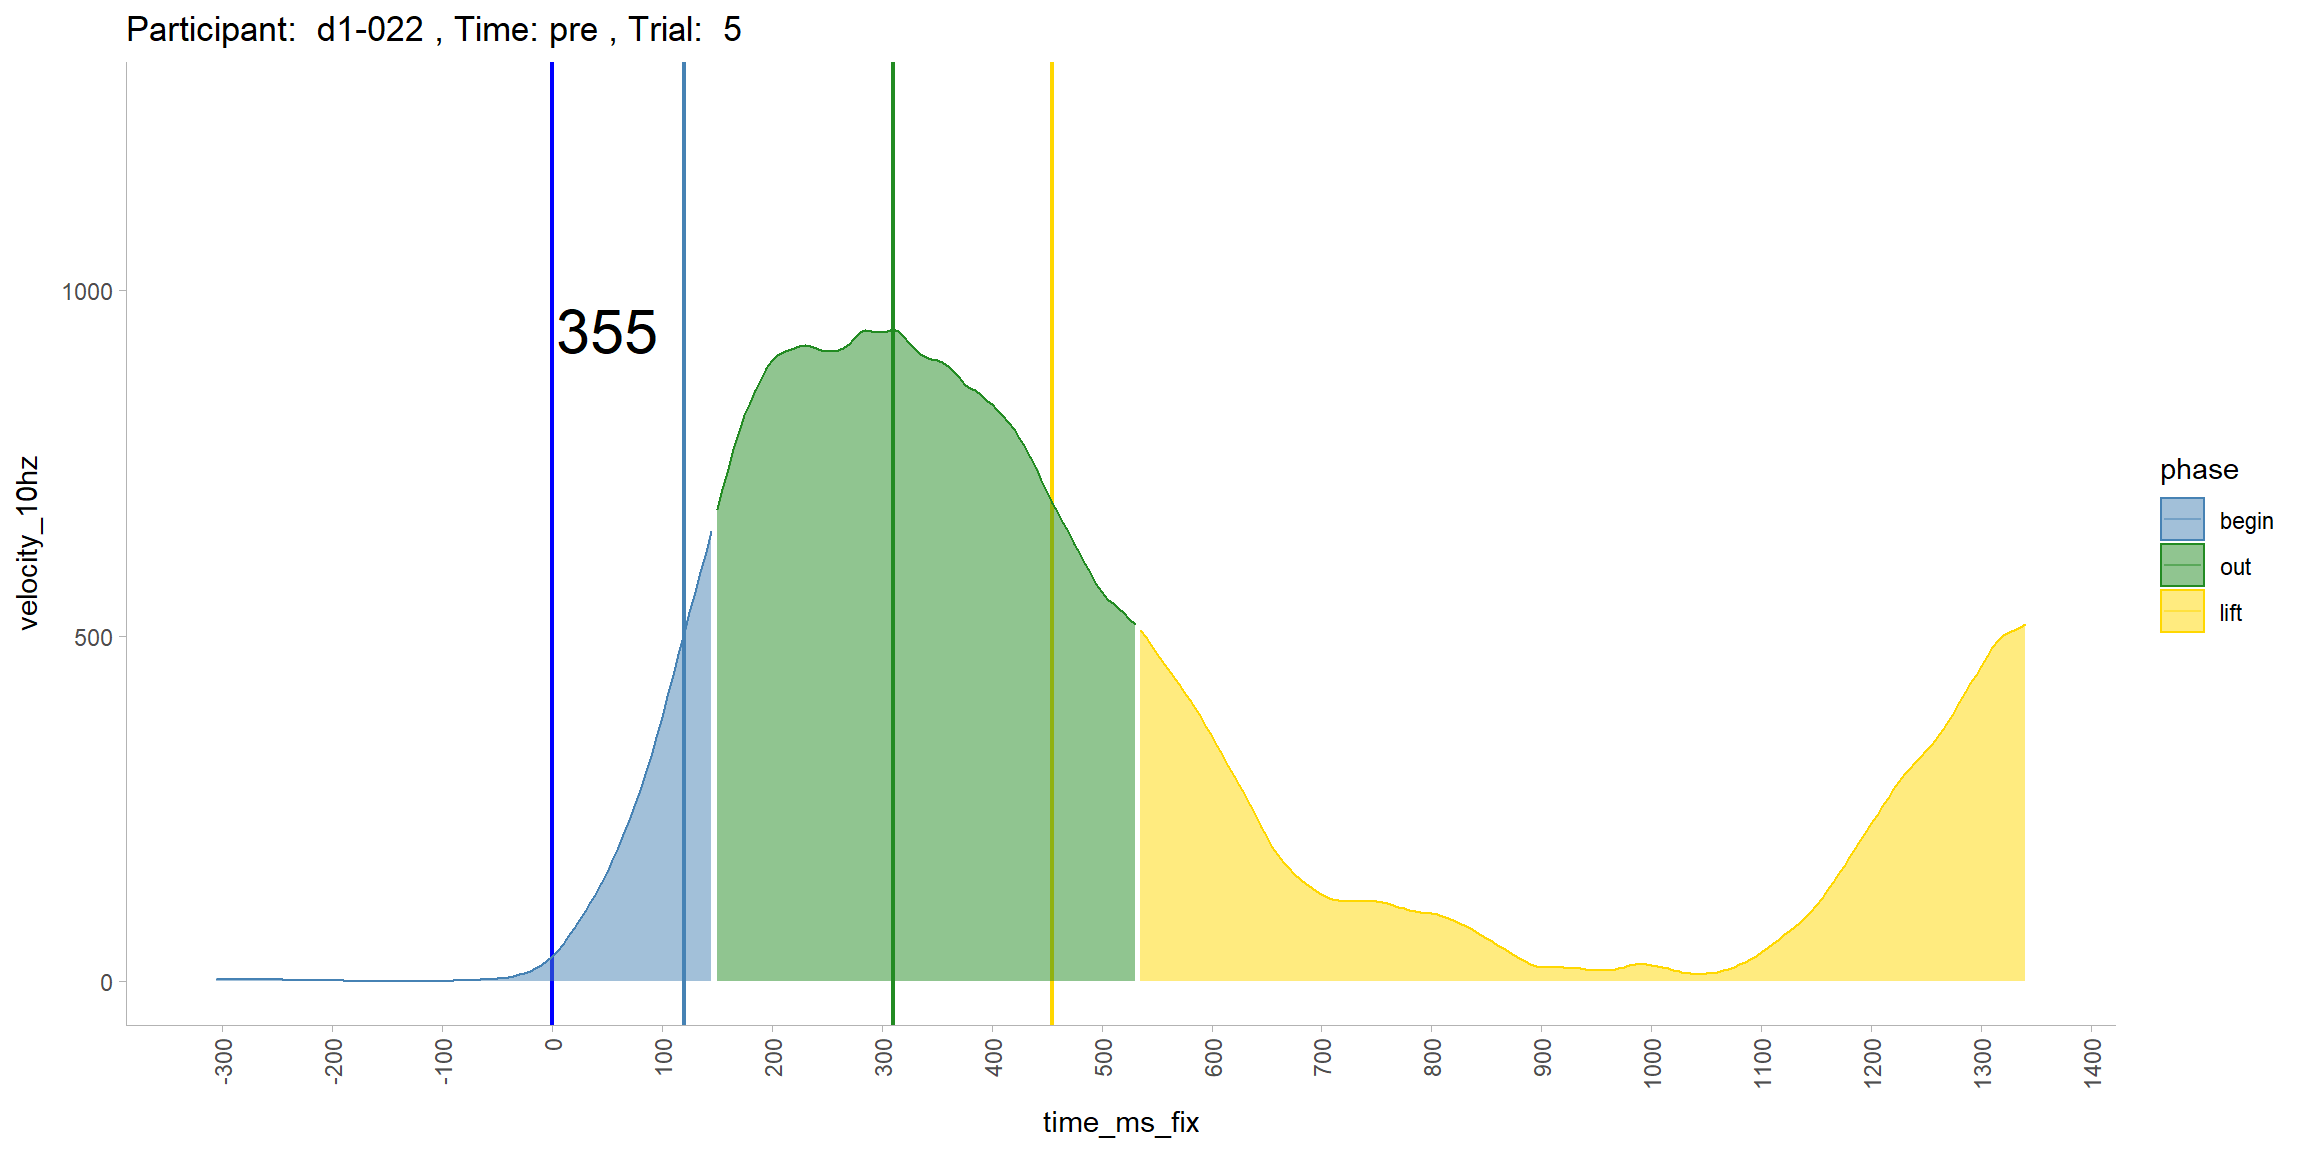 Participant:  d1-022 , Time: pre , Trial:  5
1000
355
velocity_10hz
phase
begin
500
out
lift
0
-300 -200 -100 0 100 200 300 400 500 600 700 800 900 1000 1100 1200 1300 1400
time_ms_fix